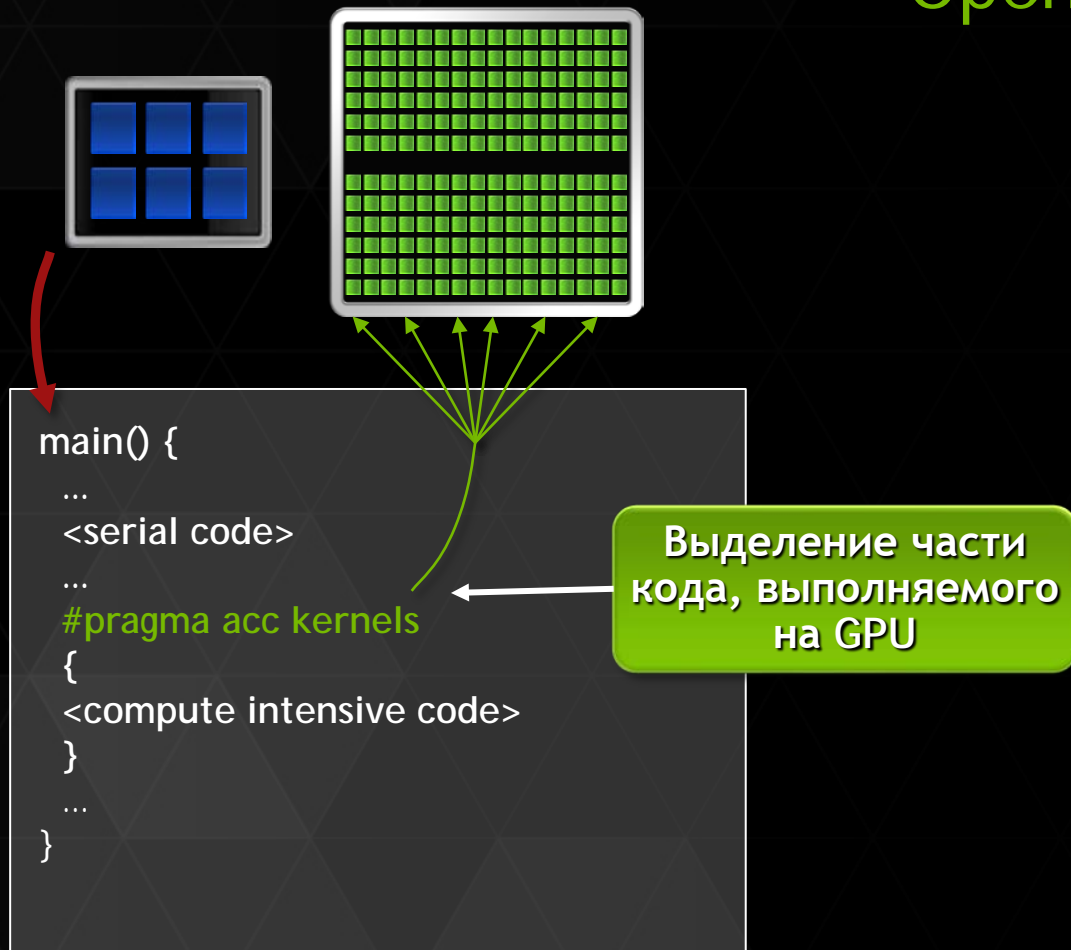 main() {
...
<serial code>
...
#pragma acc kernels
{
<compute intensive code>
}
...
}
Выделение части
кода, выполняемого
на GPU